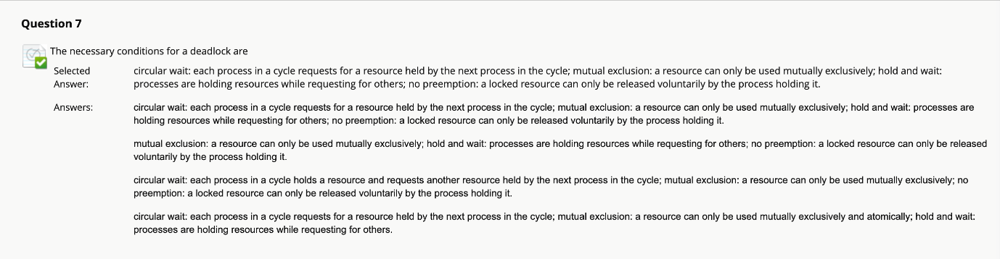 Question 7
The necessary conditions for a deadlock are
Selected Answer:
circular wait: each process in a cycle requests for a resource held by the next process in the cycle; mutual exclusion: a resource can only be used mutually exclusively; hold and wait:
processes are holding resources while requesting for others; no preemption: a locked resource can only be released voluntarily by the process holding it.
Answers:
circular wait: each process in a cycle requests for a resource held by the next process in the cycle; mutual exclusion: a resource can only be used mutually exclusively; hold and wait: processes are
holding resources while requesting for others; no preemption: a locked resource can only be released voluntarily by the process holding it.
mutual exclusion: a resource can only be used mutually exclusively; hold and wait: processes are holding resources while requesting for others; no preemption: a locked resource can only be released
voluntarily by the process holding it.
circular wait: each process in a cycle holds a resource and requests another resource held by the next process in the cycle; mutual exclusion: a resource can only be used mutually exclusively; no
preemption: a locked resource can only be released voluntarily by the process holding it.
circular wait: each process in a cycle requests for a resource held by the next process in the cycle; mutual exclusion: a resource can only be used mutually exclusively and atomically; hold and wait:
processes are holding resources while requesting for others.